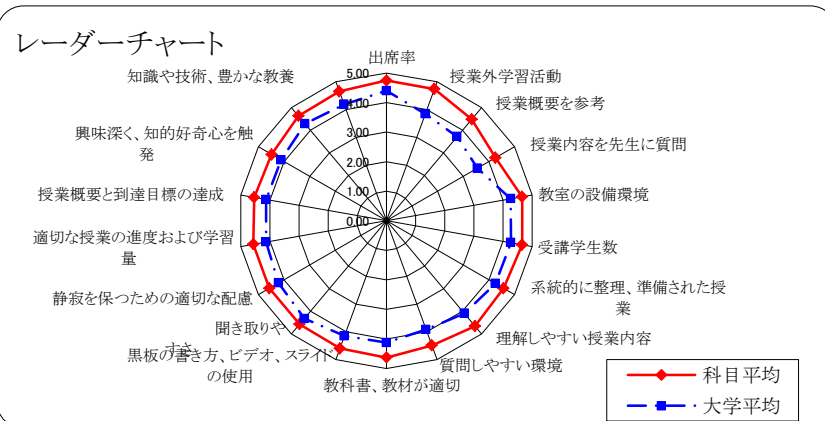 レーダーチャート
出席率
授業外学習活動
授業概要を参考
授業内容を先生に質問
教室の設備環境
受講学生数
系統的に整理、準備された授
業
理解しやすい授業内容
質問しやすい環境
教科書、教材が適切
黒板の書き方、ビデオ、スライド
の使用
聞き取りや
すさ
静寂を保つための適切な配慮
適切な授業の進度および学習
量
授業概要と到達目標の達成
興味深く、知的好奇心を触
発
知識や技術、豊かな教養
5.00
4.00
3.00
2.00
1.00
0.00
科目平均
大学平均